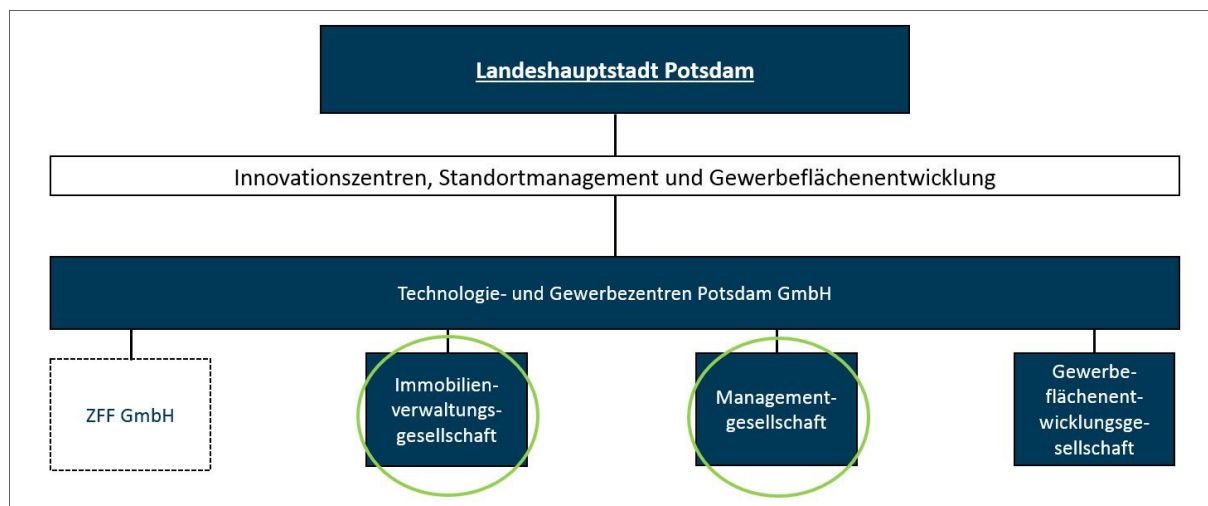 Landeshauptstadt Potsdam
Innovationszentren, Standortmanagement und Gewerbeflächenentwicklung
Technologie- und Gewerbezentren Potsdam GmbH
ZFF GmbH
Immobilien-
verwaltungs-
gesellschaft
Management-
gesellschaft
Gewerbe-
flächenent-
wicklungsge-
sellschaft